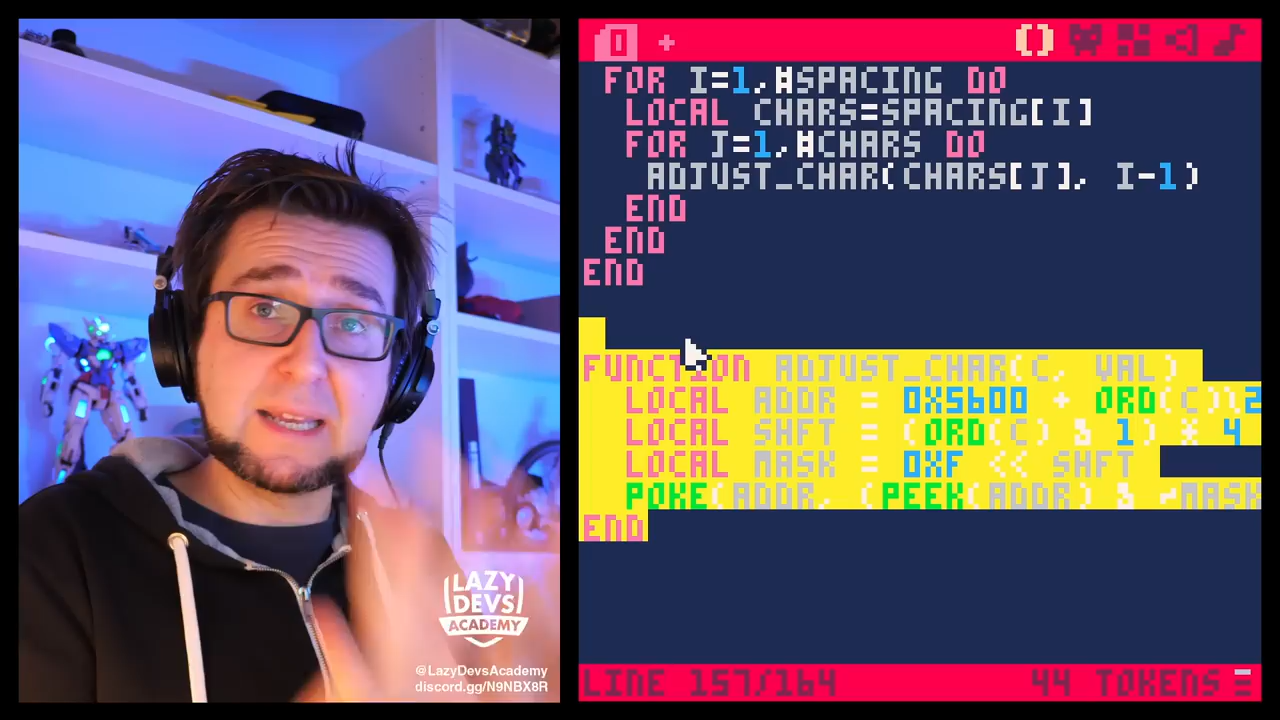 FOR I=1,#SPACING DO
LOCAL CHARS=SPACING[I]
FOR J=1,#CHARS DO
ADJUST_CHAR(CHARS[J], I-1)
END
END
END
FUNCTION ADJUST_CHAR(C, VAL)
LOCAL ADDR = 0X5600 + ORD(C)\2
LOCAL SHFT = (ORD(C) & 1) * 4
LOCAL MASK = 0XF << SHFT
POKE(ADDR, (PEEK(ADDR) & ~MASK
END
LINE 157/164
44 TOKENS
LAZY
DEVS
ACADEMY
@LazyDevsAcademy
discord.gg/N9NBX8R